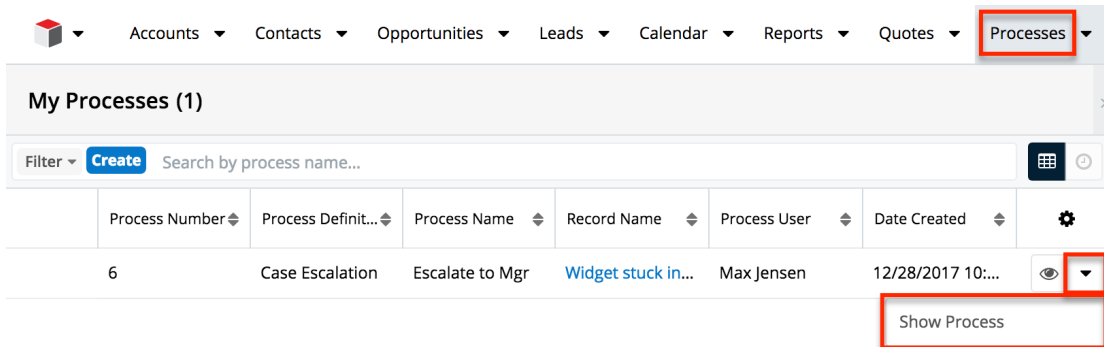 Accounts Contacts Opportunities Leads Calendar Reports Quotes Processes
My Processes (1)
Filter Create Search by process name...
Process Number Process Definit... Process Name Record Name Process User Date Created
6 Case Escalation Escalate to Mgr Widget stuck in... Max Jensen 12/28/2017 10:...
Show Process